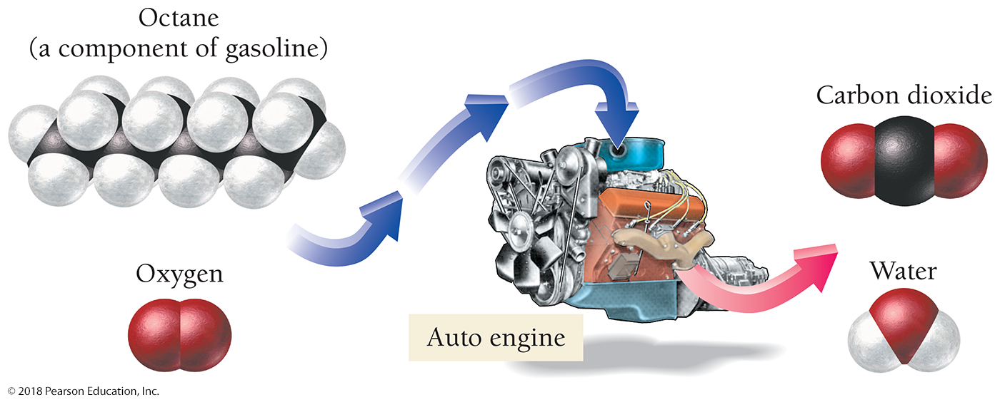 Octane
(a component of gasoline)
Carbon dioxide
Oxygen
Water
Auto engine
© 2018 Pearson Education, Inc.